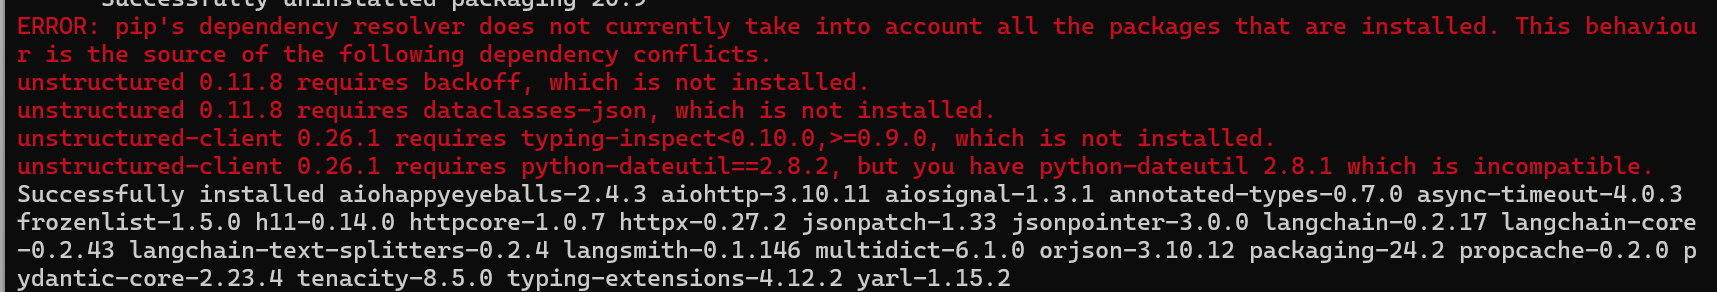 Successfully uninstalled packaging-20.9
ERROR: pip's dependency resolver does not currently take into account all the packages that are installed. This behaviou
r is the source of the following dependency conflicts.
unstructured 0.11.8 requires backoff, which is not installed.
unstructured 0.11.8 requires dataclasses-json, which is not installed.
unstructured-client 0.26.1 requires typing-inspect<0.10.0,>=0.9.0, which is not installed.
unstructured-client 0.26.1 requires python-dateutil==2.8.2, but you have python-dateutil 2.8.1 which is incompatible.
Successfully installed aiohappyeyeballs-2.4.3 aiohttp-3.10.11 aiosignal-1.3.1 annotated-types-0.7.0 async-timeout-4.0.3
frozenlist-1.5.0 h11-0.14.0 httpcore-1.0.7 httpx-0.27.2 jsonpatch-1.33 jsonpointer-3.0.0 langchain-0.2.17 langchain-core
-0.2.43 langchain-text-splitters-0.2.4 langsmith-0.1.146 multidict-6.1.0 orjson-3.10.12 packaging-24.2 propcache-0.2.0 p
ydantic-core-2.23.4 tenacity-8.5.0 typing-extensions-4.12.2 yarl-1.15.2